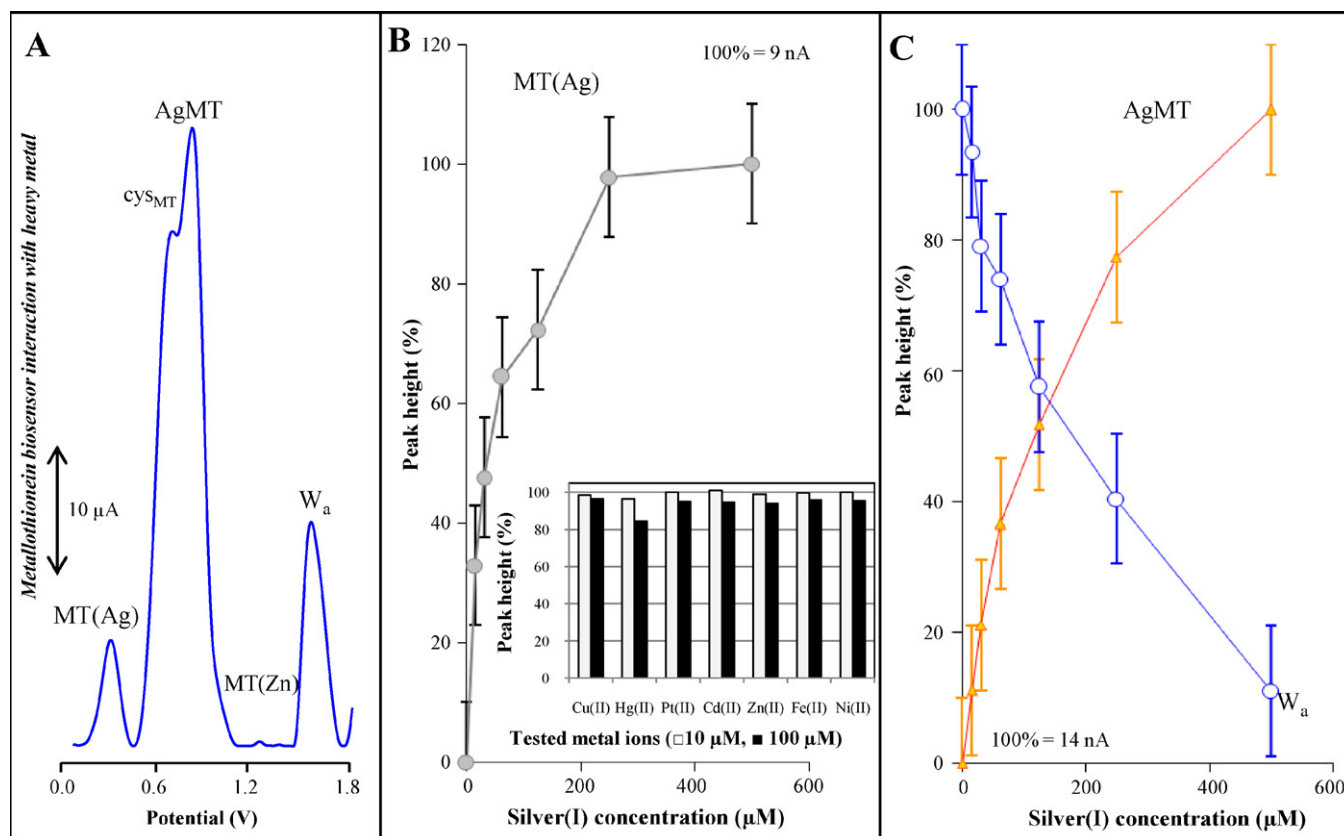 A
Metallothionein biosensor interaction with heavy metal
AgMT
cys_MT
10 µA
W_a
MT(Ag)
MT(Zn)
0.0 0.6 1.2 1.8
Potential (V)
B
120
100
80
60
40
20
0
Peak height (%)
100% = 9 nA
MT(Ag)
100
80
60
40
20
0
Peak height (%)
Cu(II) Hg(II) Pt(II) Cd(II) Zn(II) Fe(II) Ni(II)
Tested metal ions (□10 µM, ■ 100 µM)
0 200 400 600
Silver(I) concentration (µM)
C
100
80
60
40
20
0
Peak height (%)
AgMT
W_a
100% = 14 nA
0 200 400 600
Silver(I) concentration (µM)